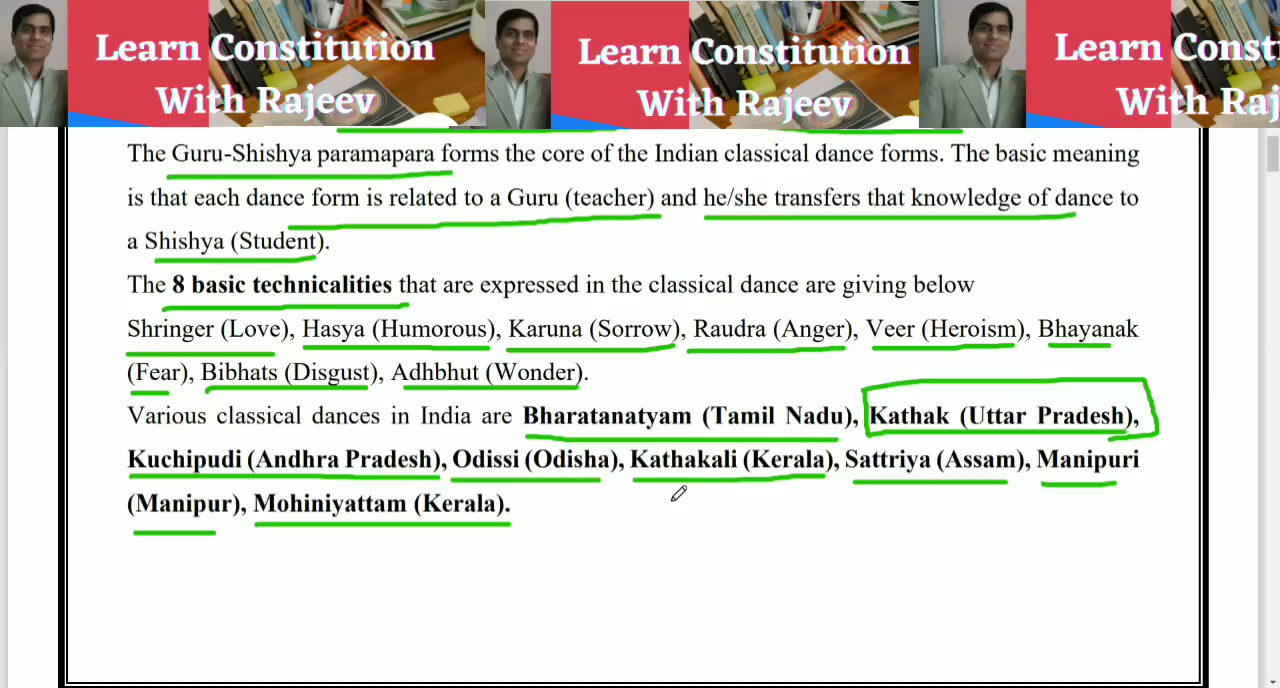 Learn Constitution
With Rajeev
Learn Constitution
With Rajeev
Learn Consti
With Raj
The Guru-Shishya paramapara forms the core of the Indian classical dance forms. The basic meaning
is that each dance form is related to a Guru (teacher) and he/she transfers that knowledge of dance to
a Shishya (Student).
The 8 basic technicalities that are expressed in the classical dance are giving below
Shringer (Love), Hasya (Humorous), Karuna (Sorrow), Raudra (Anger), Veer (Heroism), Bhayanak
(Fear), Bibhats (Disgust), Adhbhut (Wonder).
Various classical dances in India are Bharatanatyam (Tamil Nadu), Kathak (Uttar Pradesh),
Kuchipudi (Andhra Pradesh), Odissi (Odisha), Kathakali (Kerala), Sattriya (Assam), Manipuri
(Manipur), Mohiniyattam (Kerala).